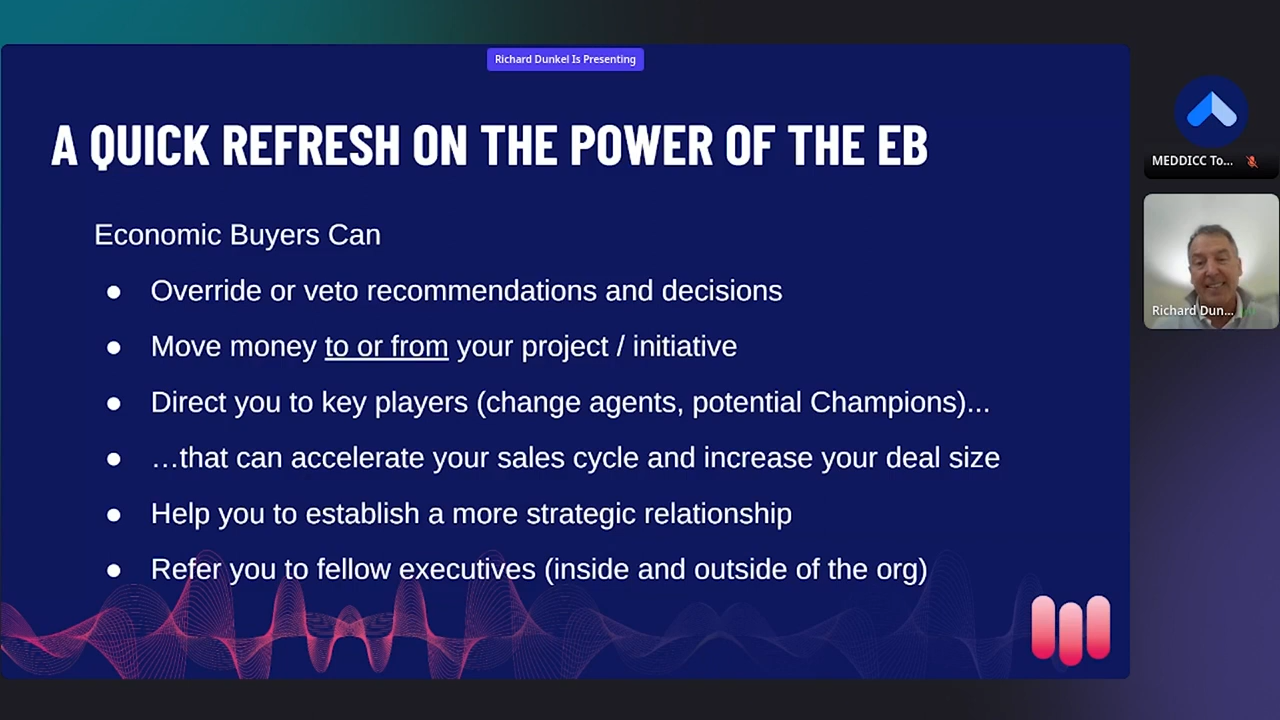 Richard Dunkel Is Presenting
A QUICK REFRESH ON THE POWER OF THE EB
Economic Buyers Can
● Override or veto recommendations and decisions
● Move money to or from your project / initiative
● Direct you to key players (change agents, potential Champions)...
● …that can accelerate your sales cycle and increase your deal size
● Help you to establish a more strategic relationship
● Refer you to fellow executives (inside and outside of the org)
MEDDICC To...
Richard Dun...